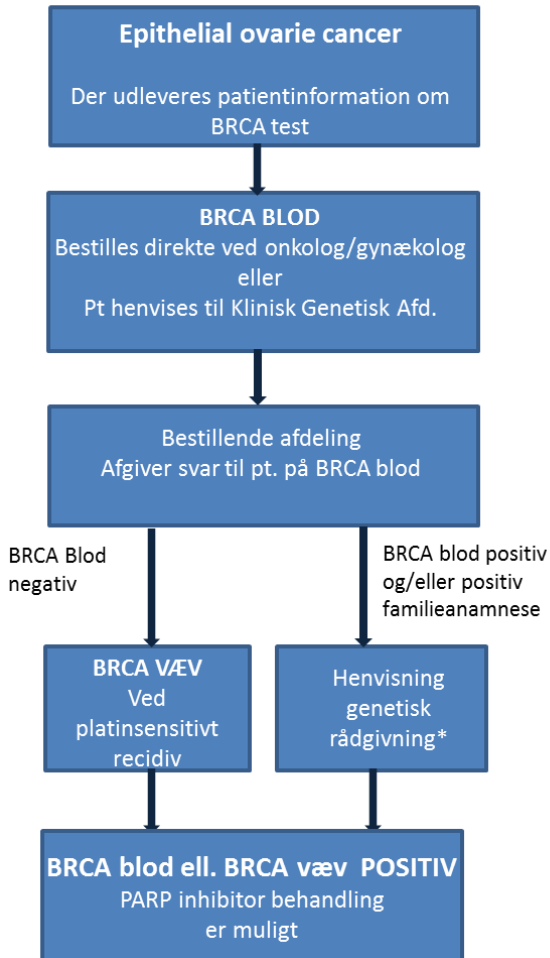 Epithelial ovarie cancer
Der udleveres patientinformation om
BRCA test
BRCA BLOD
Bestilles direkte ved onkolog/gynækolog
eller
Pt henvises til Klinisk Genetisk Afd.
Bestillende afdeling
Afgiver svar til pt. på BRCA blod
BRCA Blod
negativ
BRCA blod positiv
og/eller positiv
familieanamnese
BRCA VÆV
Ved
platinsensitivt
recidiv
Henvisning
genetisk
rådgivning*
BRCA blod ell. BRCA væv POSITIV
PARP inhibitor behandling
er muligt